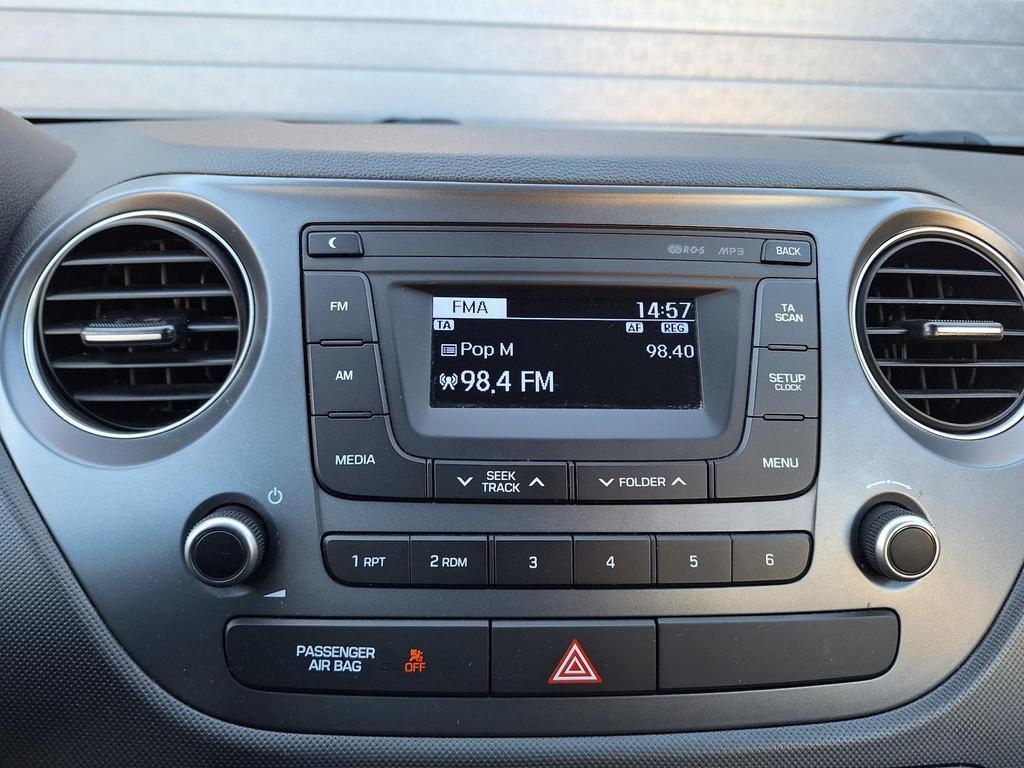 R·D·S MP3 BACK
FM
AM
MEDIA
FMA 14:57
TA AF REG
Pop M 98.40
98.4 FM
TA
SCAN
SETUP
CLOCK
MENU
SEEK
TRACK
FOLDER
1 RPT 2 RDM 3 4 5 6
PASSENGER
AIR BAG OFF